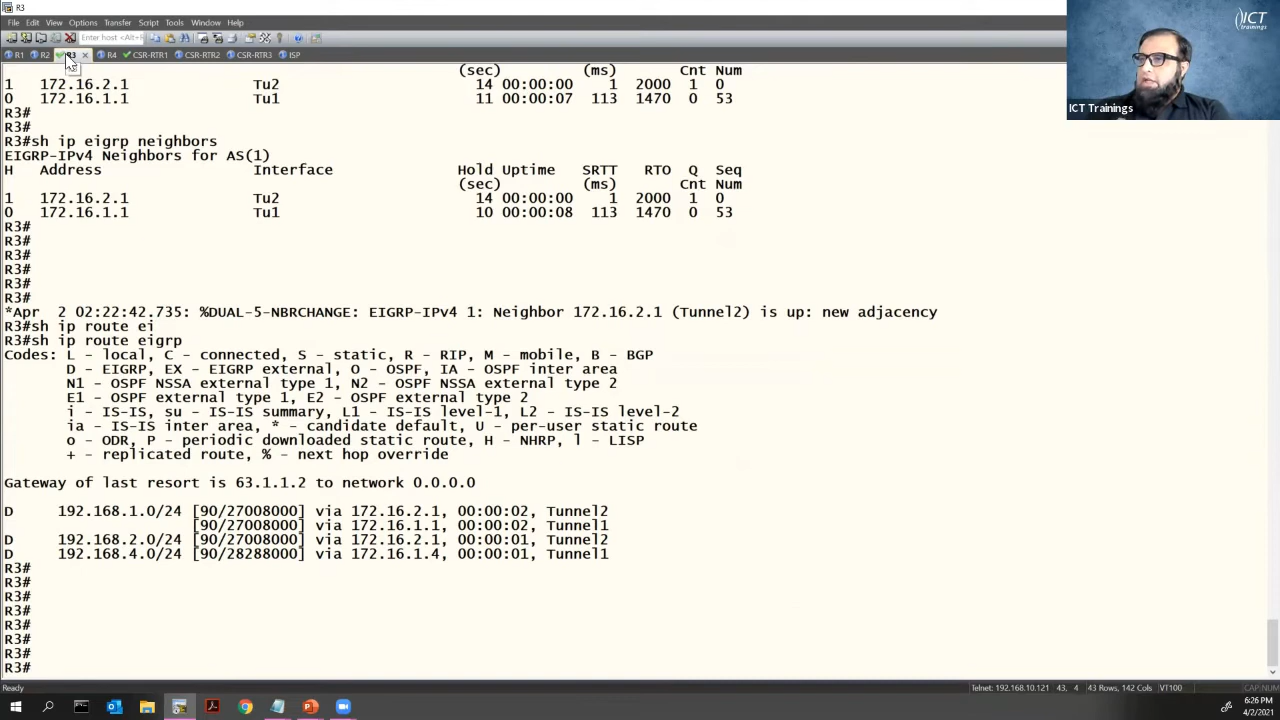 R3
File Edit View Options Transfer Script Tools Window Help
Enter host <Alt+R>
R1 R2 R3 R4 CSR-RTR1 CSR-RTR2 CSR-RTR3 ISP
(sec) (ms) Cnt Num
1 172.16.2.1 Tu2 14 00:00:00 1 2000 1 0
0 172.16.1.1 Tu1 11 00:00:07 113 1470 0 53
R3#
R3#
R3#sh ip eigrp neighbors
EIGRP-IPv4 Neighbors for AS(1)
H Address Interface Hold Uptime SRTT RTO Q Seq
(sec) (ms) Cnt Num
1 172.16.2.1 Tu2 14 00:00:00 1 2000 1 0
0 172.16.1.1 Tu1 10 00:00:08 113 1470 0 53
R3#
R3#
R3#
R3#
R3#
R3#
*Apr 2 02:22:42.735: %DUAL-5-NBRCHANGE: EIGRP-IPv4 1: Neighbor 172.16.2.1 (Tunnel2) is up: new adjacency
R3#sh ip route ei
R3#sh ip route eigrp
Codes: L - local, C - connected, S - static, R - RIP, M - mobile, B - BGP
D - EIGRP, EX - EIGRP external, O - OSPF, IA - OSPF inter area
N1 - OSPF NSSA external type 1, N2 - OSPF NSSA external type 2
E1 - OSPF external type 1, E2 - OSPF external type 2
i - IS-IS, su - IS-IS summary, L1 - IS-IS level-1, L2 - IS-IS level-2
ia - IS-IS inter area, * - candidate default, U - per-user static route
o - ODR, P - periodic downloaded static route, H - NHRP, l - LISP
+ - replicated route, % - next hop override
Gateway of last resort is 63.1.1.2 to network 0.0.0.0
D 192.168.1.0/24 [90/27008000] via 172.16.2.1, 00:00:02, Tunnel2
[90/27008000] via 172.16.1.1, 00:00:02, Tunnel1
D 192.168.2.0/24 [90/27008000] via 172.16.2.1, 00:00:01, Tunnel2
D 192.168.4.0/24 [90/28288000] via 172.16.1.4, 00:00:01, Tunnel1
R3#
R3#
R3#
R3#
R3#
R3#
R3#
R3#
ICT trainings
ICT Trainings
Ready
Telnet: 192.168.10.121 43, 4 43 Rows, 142 Cols VT100 CAP NUM
6:26 PM
4/2/2021